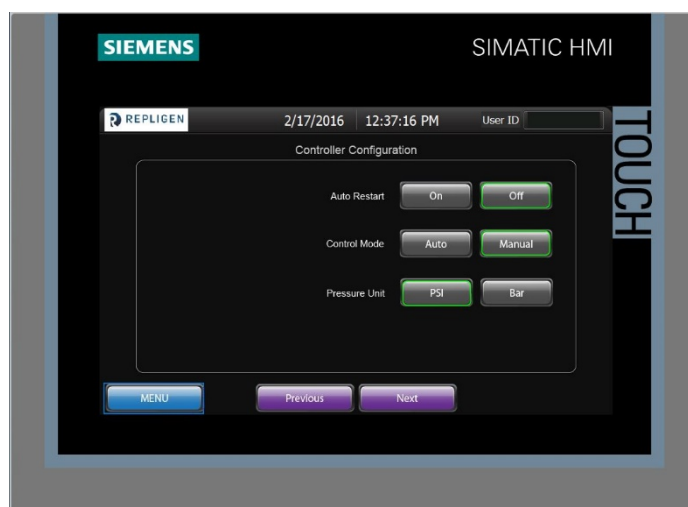 SIEMENS SIMATIC HMI
TOUCH
REPLIGEN 2/17/2016 12:37:16 PM User ID
Controller Configuration
Auto Restart On Off
Control Mode Auto Manual
Pressure Unit PSI Bar
MENU Previous Next